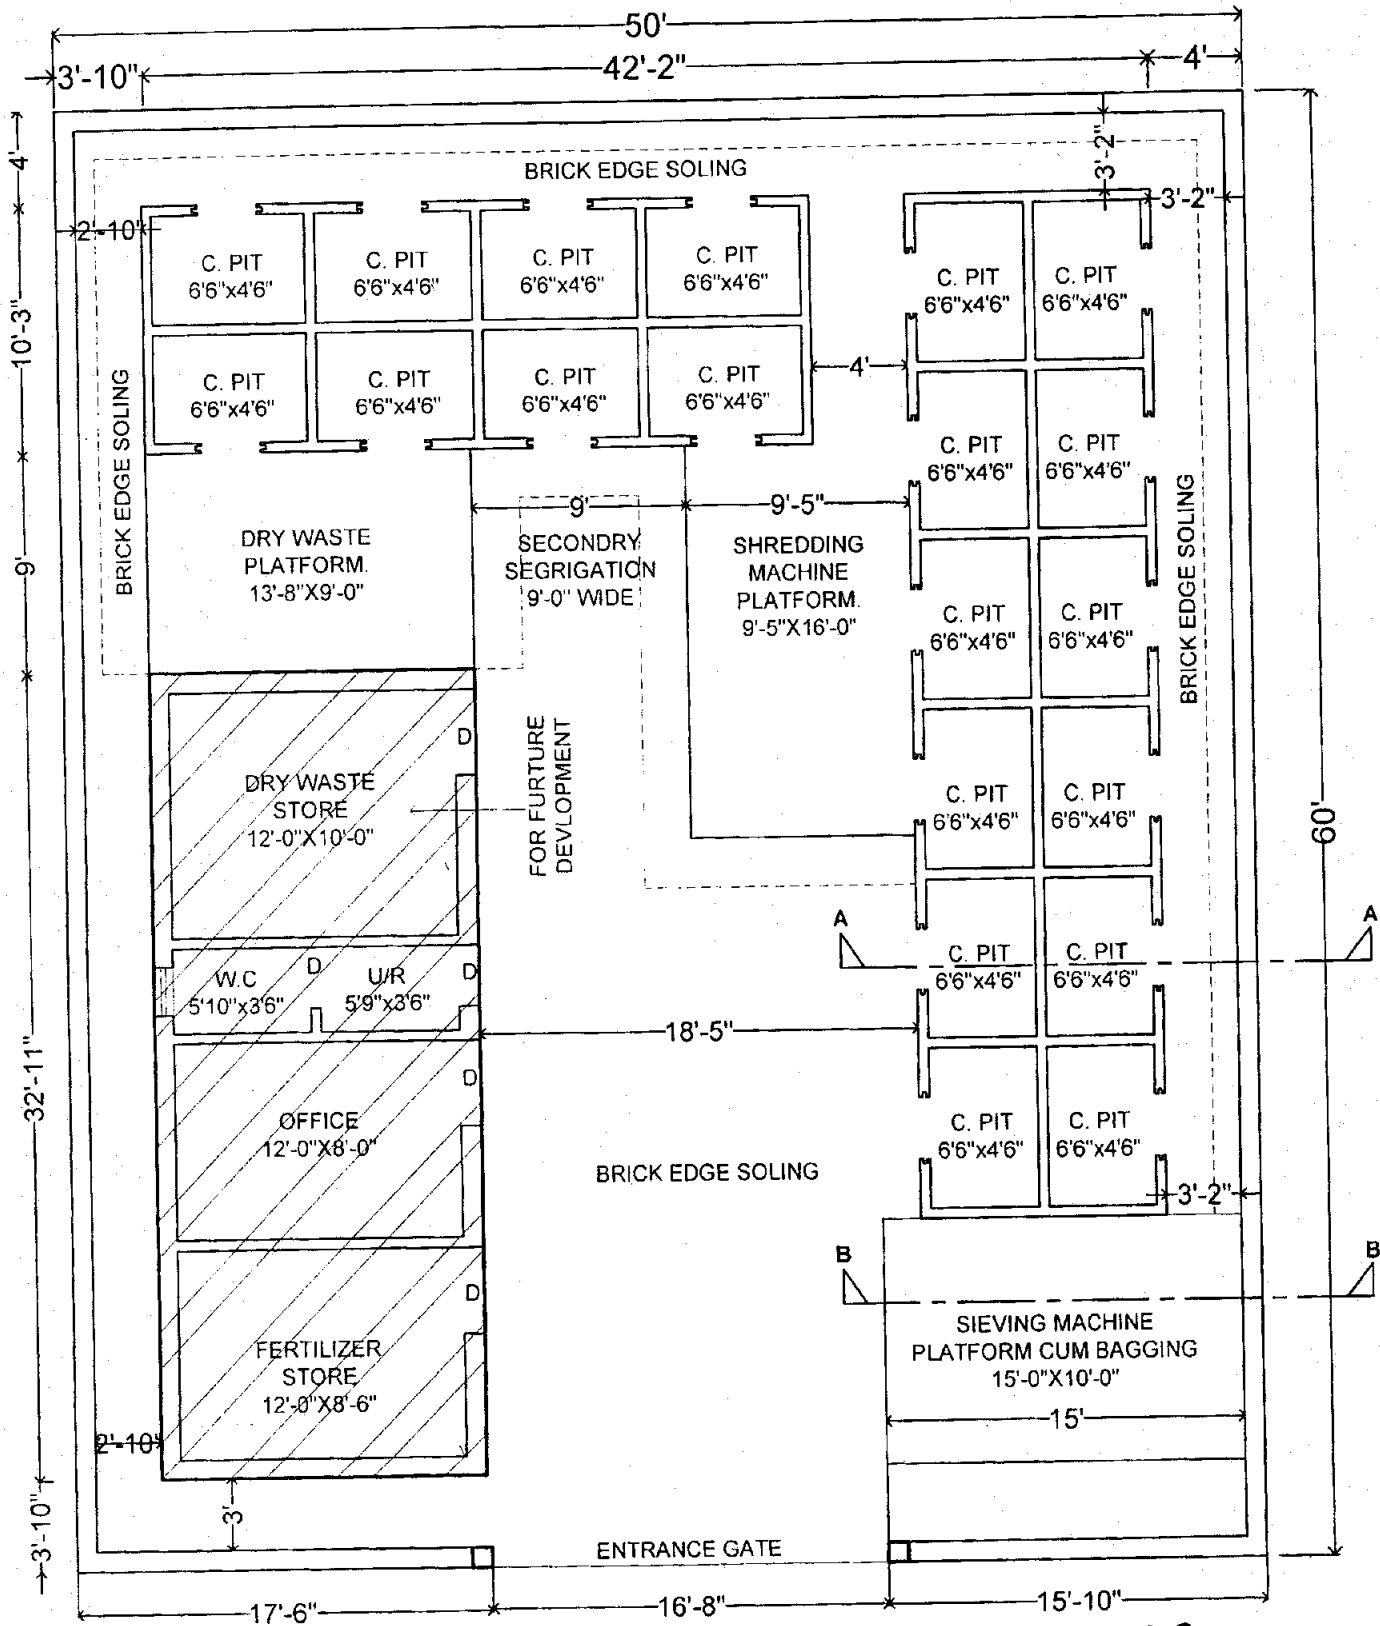 50'
3'-10" 42'-2" 4'
4'
BRICK EDGE SOLING
3'-2"
3'-2"
2'-10"
C. PIT
6'6"x4'6"
C. PIT
6'6"x4'6"
C. PIT
6'6"x4'6"
C. PIT
6'6"x4'6"
C. PIT
6'6"x4'6"
C. PIT
6'6"x4'6"
10'-3"
C. PIT
6'6"x4'6"
C. PIT
6'6"x4'6"
C. PIT
6'6"x4'6"
C. PIT
6'6"x4'6"
4'
BRICK EDGE SOLING
C. PIT
6'6"x4'6"
C. PIT
6'6"x4'6"
9'
9'-5"
9'
DRY WASTE
PLATFORM.
13'-8"X9'-0"
SECONDRY
SEGRIGATION
9'-0" WIDE
SHREDDING
MACHINE
PLATFORM.
9'-5"X16'-0"
BRICK EDGE SOLING
C. PIT
6'6"x4'6"
C. PIT
6'6"x4'6"
D
DRY WASTE
STORE
12'-0"X10'-0"
FOR FURTURE
DEVLOPMENT
C. PIT
6'6"x4'6"
C. PIT
6'6"x4'6"
60'
A A
W.C
5'10"x3'6"
D
U/R
5'9"x3'6"
D
C. PIT
6'6"x4'6"
C. PIT
6'6"x4'6"
18'-5"
32'-11"
D
OFFICE
12'-0"X8'-0"
BRICK EDGE SOLING
C. PIT
6'6"x4'6"
C. PIT
6'6"x4'6"
3'-2"
B B
D
FERTILIZER
STORE
12'-0"X8'-6"
SIEVING MACHINE
PLATFORM CUM BAGGING
15'-0"X10'-0"
15'
2'-10"
3'-10"
3'
ENTRANCE GATE
17'-6" 16'-8" 15'-10"